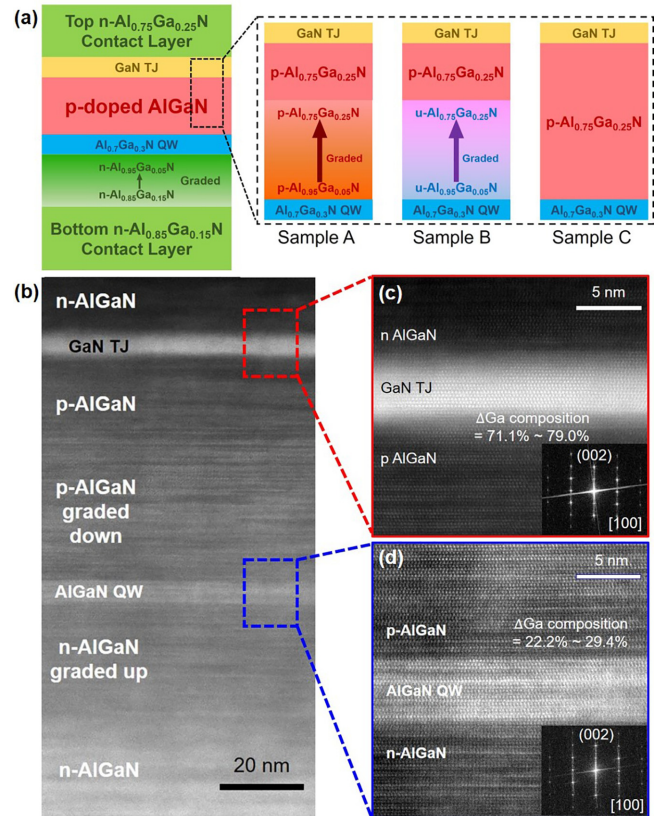 (a)
Top n-Al0.75Ga0.25N
Contact Layer
GaN TJ
p-doped AlGaN
Al0.7Ga0.3N QW
n-Al0.95Ga0.05N
Graded
n-Al0.85Ga0.15N
Bottom n-Al0.85Ga0.15N
Contact Layer
GaN TJ
p-Al0.75Ga0.25N
p-Al0.75Ga0.25N
Graded
p-Al0.95Ga0.05N
Al0.7Ga0.3N QW
Sample A
GaN TJ
p-Al0.75Ga0.25N
u-Al0.75Ga0.25N
Graded
u-Al0.95Ga0.05N
Al0.7Ga0.3N QW
Sample B
GaN TJ
p-Al0.75Ga0.25N
Al0.7Ga0.3N QW
Sample C
(b)
n-AlGaN
GaN TJ
p-AlGaN
p-AlGaN
graded
down
AlGaN QW
n-AlGaN
graded up
n-AlGaN
20 nm
(c)
5 nm
n AlGaN
GaN TJ
ΔGa composition
= 71.1% ~ 79.0%
p AlGaN
(002)
[100]
(d)
5 nm
p-AlGaN
ΔGa composition
= 22.2% ~ 29.4%
AlGaN QW
n-AlGaN
(002)
[100]